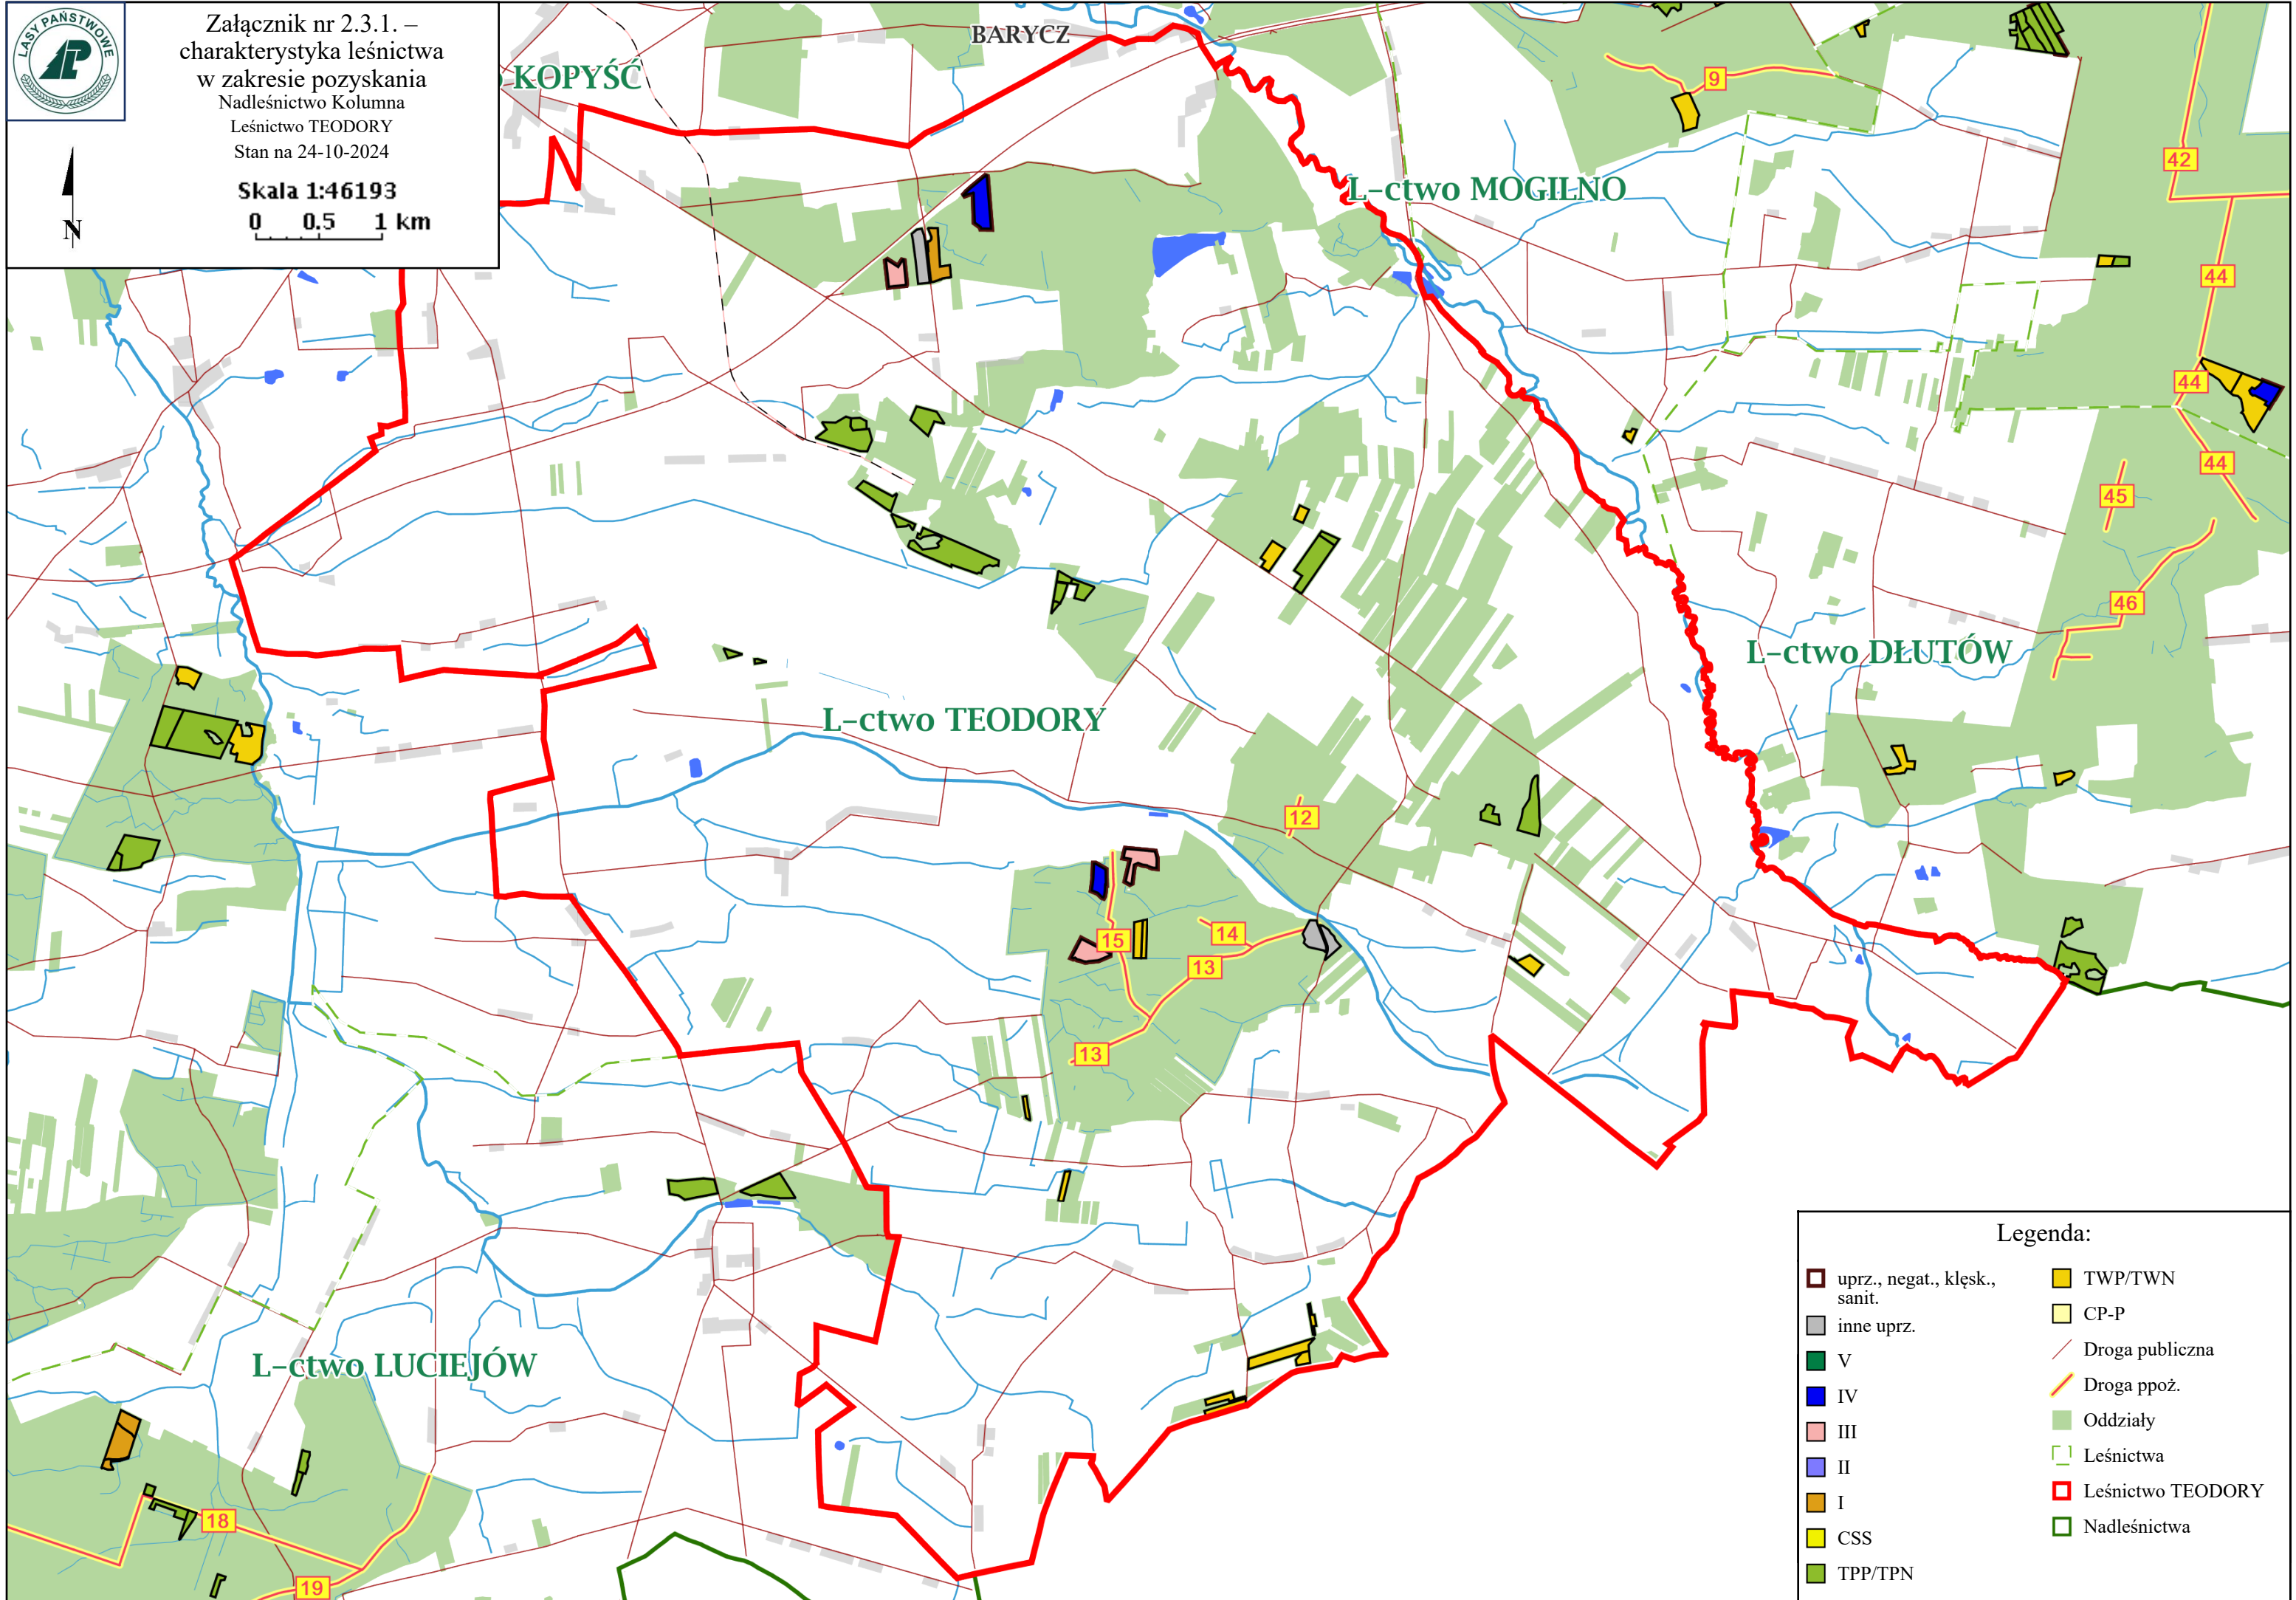 LASY PAŃSTWOWE
Załącznik nr 2.3.1. –
charakterystyka leśnictwa
w zakresie pozyskania
Nadleśnictwo Kolumna
Leśnictwo TEODORY
Stan na 24-10-2024
Skala 1:46193
0 0.5 1 km
N
BARYCZ
KOPYŚĆ
9
42
L-ctwo MOGILNO
44
44
44
45
46
L-ctwo DŁUTÓW
L-ctwo TEODORY
12
15
14
13
13
L-ctwo LUCIEJÓW
18
19
Legenda:
uprz., negat., klęsk.,
sanit.
inne uprz.
V
IV
III
II
I
CSS
TPP/TPN
TWP/TWN
CP-P
Droga publiczna
Droga ppoż.
Oddziały
Leśnictwa
Leśnictwo TEODORY
Nadleśnictwa